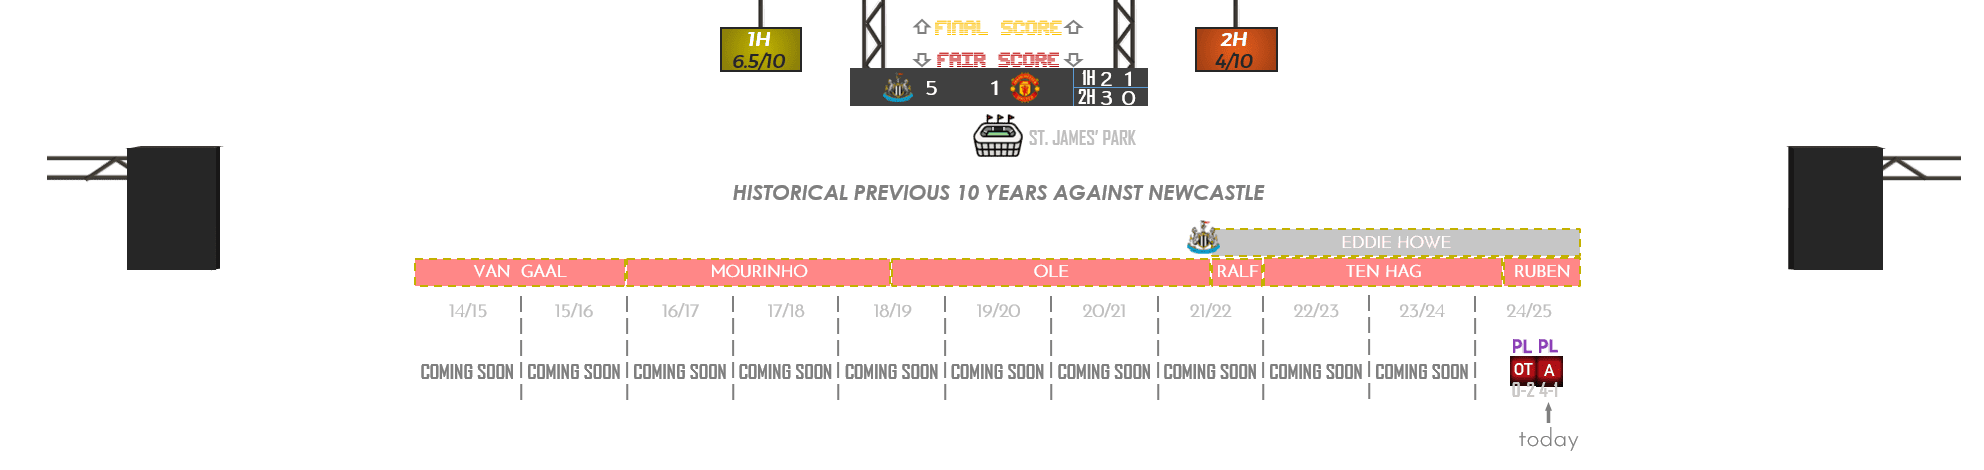 FINAL SCORE
1H
6.5/10
2H
4/10
FAIR SCORE
5 1 1H 2 1
2H 3 0
ST. JAMES' PARK
HISTORICAL PREVIOUS 10 YEARS AGAINST NEWCASTLE
EDDIE HOWE
VAN GAAL MOURINHO OLE RALF TEN HAG RUBEN
14/15 15/16 16/17 17/18 18/19 19/20 20/21 21/22 22/23 23/24 24/25
PL PL
COMING SOON COMING SOON COMING SOON COMING SOON COMING SOON COMING SOON COMING SOON COMING SOON COMING SOON COMING SOON OT A
0-2 4-1
today